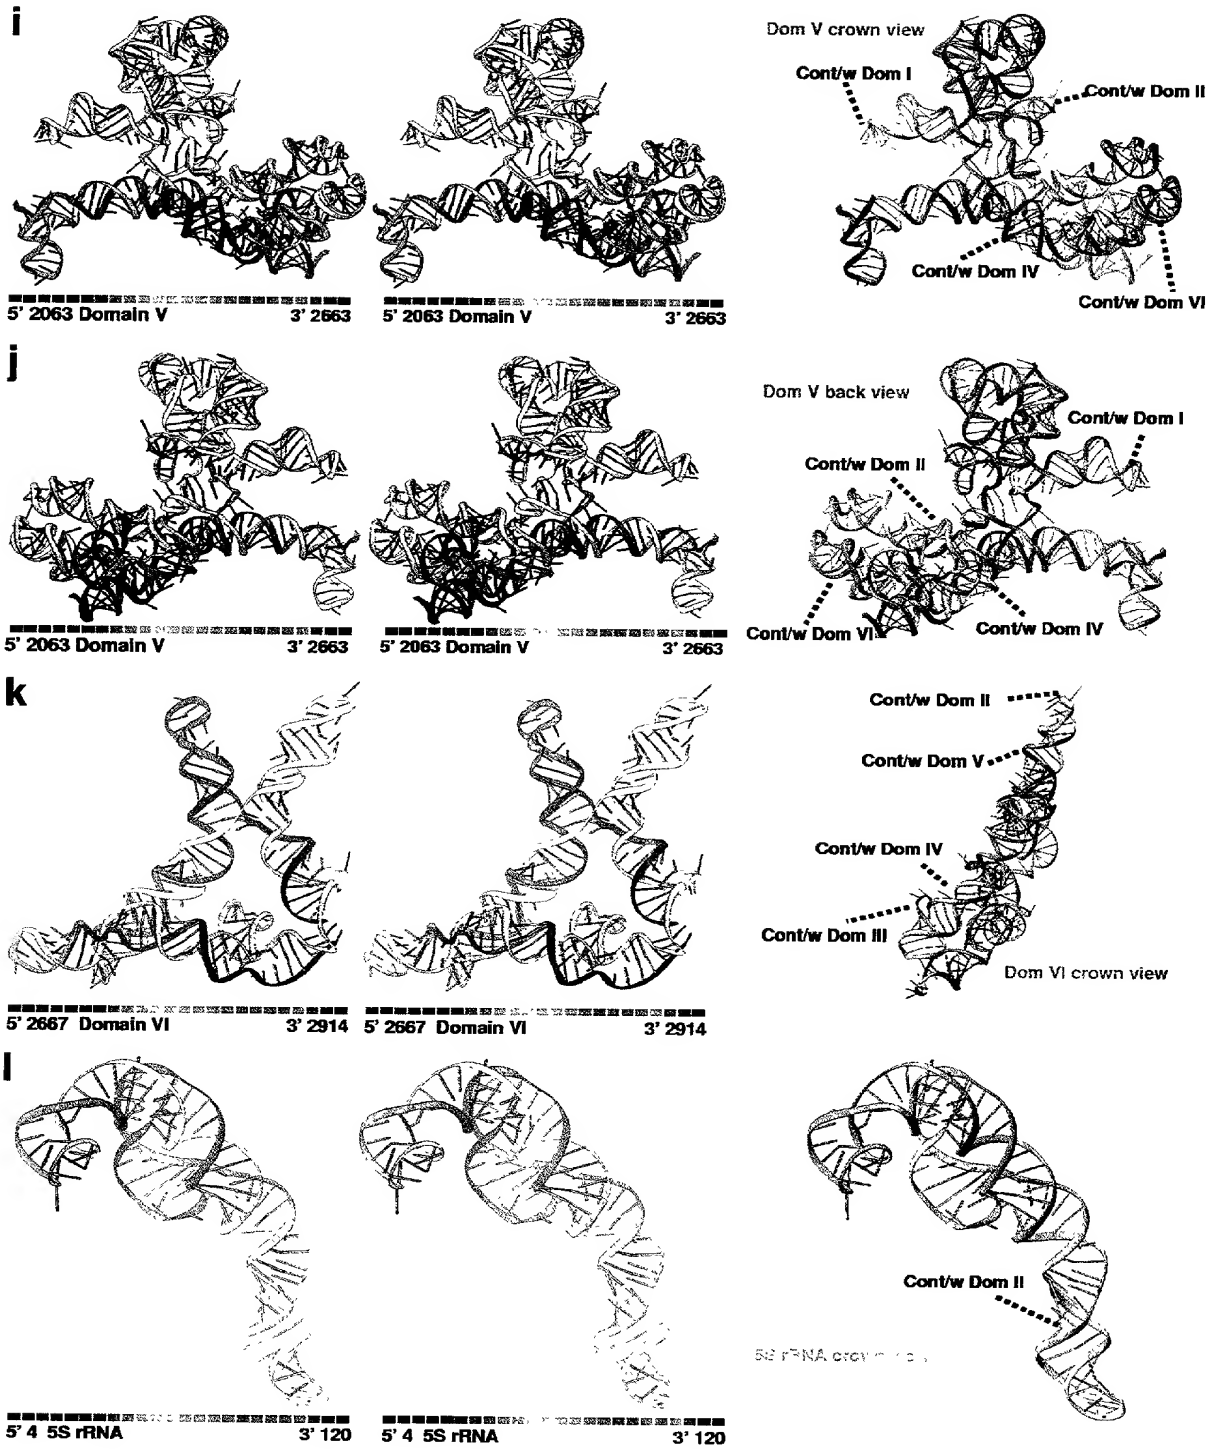 i
Dom V crown view
Cont/w Dom I
Cont/w Dom II
Cont/w Dom IV
Cont/w Dom VI
5' 2063 Domain V 3' 2663
5' 2063 Domain V 3' 2663
j
Dom V back view
Cont/w Dom I
Cont/w Dom II
Cont/w Dom VI
Cont/w Dom IV
5' 2063 Domain V 3' 2663
5' 2063 Domain V 3' 2663
k
Cont/w Dom II
Cont/w Dom V
Cont/w Dom IV
Cont/w Dom III
Dom VI crown view
5' 2667 Domain VI 3' 2914
5' 2667 Domain VI 3' 2914
l
Cont/w Dom II
5S rRNA
5' 4 5S rRNA 3' 120
5' 4 5S rRNA 3' 120